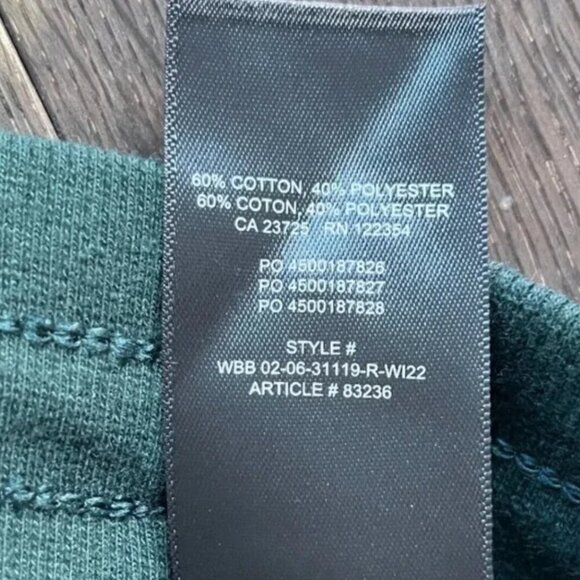 60% COTTON, 40% POLYESTER
60% COTON, 40% POLYESTER
CA 23725 RN 122354
PO 4500187826
PO 4500187827
PO 4500187828
STYLE #
WBB 02-06-31119-R-WI22
ARTICLE # 83236